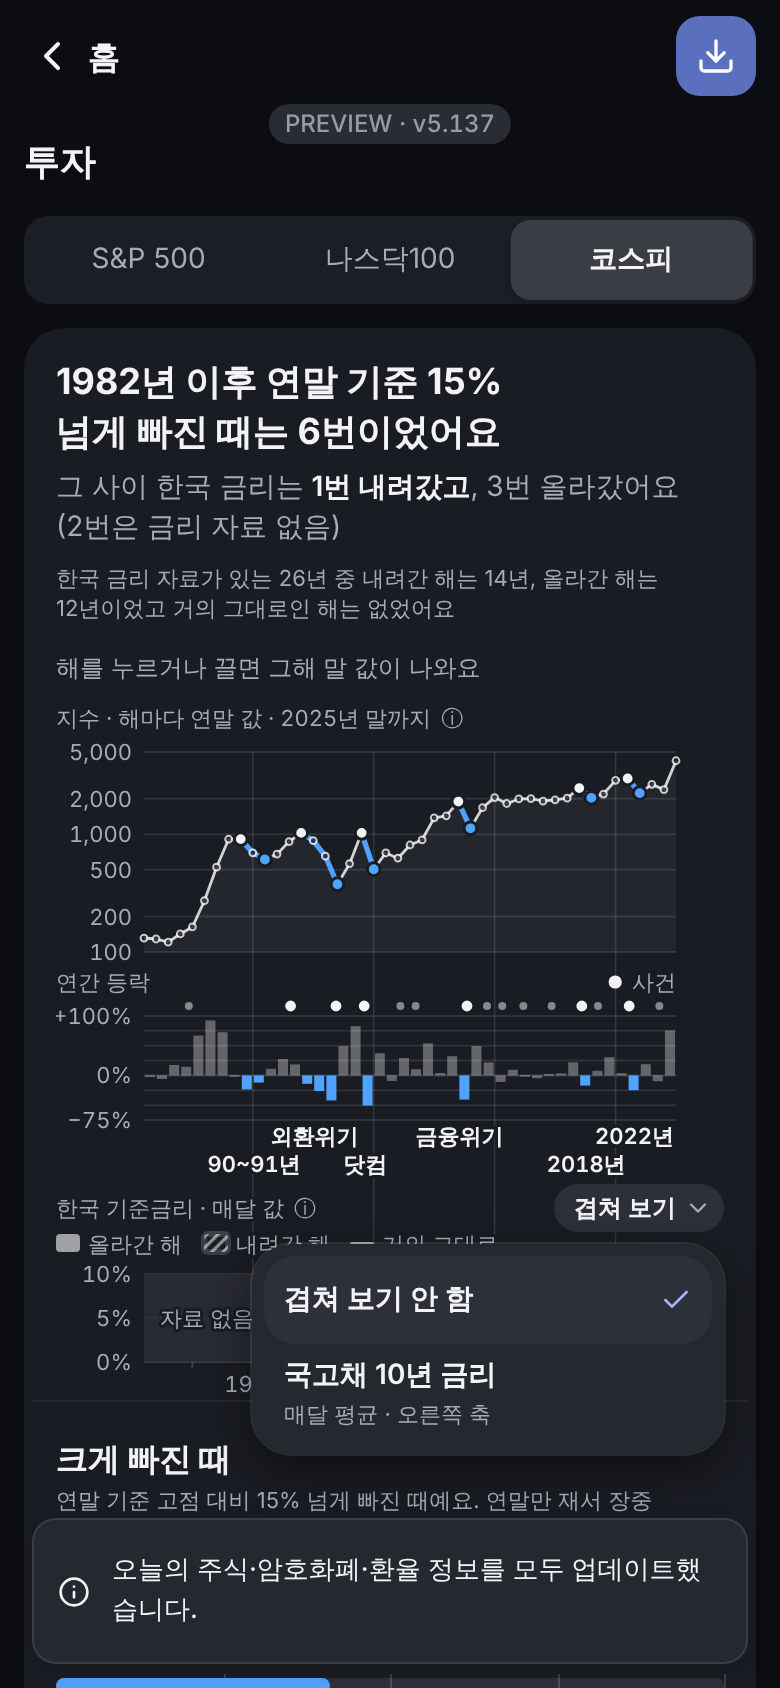 홈
PREVIEW · v5.137
투자
S&P 500
나스닥100
코스피
1982년 이후 연말 기준 15%
넘게 빠진 때는 6번이었어요
그 사이 한국 금리는 1번 내려갔고, 3번 올라갔어요
(2번은 금리 자료 없음)
한국 금리 자료가 있는 26년 중 내려간 해는 14년, 올라간 해는
12년이었고 거의 그대로인 해는 없었어요
해를 누르거나 끌면 그해 말 값이 나와요
지수 · 해마다 연말 값 · 2025년 말까지 ⓘ
5,000
2,000
1,000
500
200
100
연간 등락
사건
+100%
0%
−75%
외환위기
금융위기
2022년
90~91년
닷컴
2018년
한국 기준금리 · 매달 값 ⓘ
겹쳐 보기
올라간 해
내려간 해
거의 그대로
10%
5%
0%
자료 없음
19
겹쳐 보기 안 함
국고채 10년 금리
매달 평균 · 오른쪽 축
크게 빠진 때
연말 기준 고점 대비 15% 넘게 빠진 때예요. 연말만 재서 장중
오늘의 주식·암호화폐·환율 정보를 모두 업데이트했
습니다.